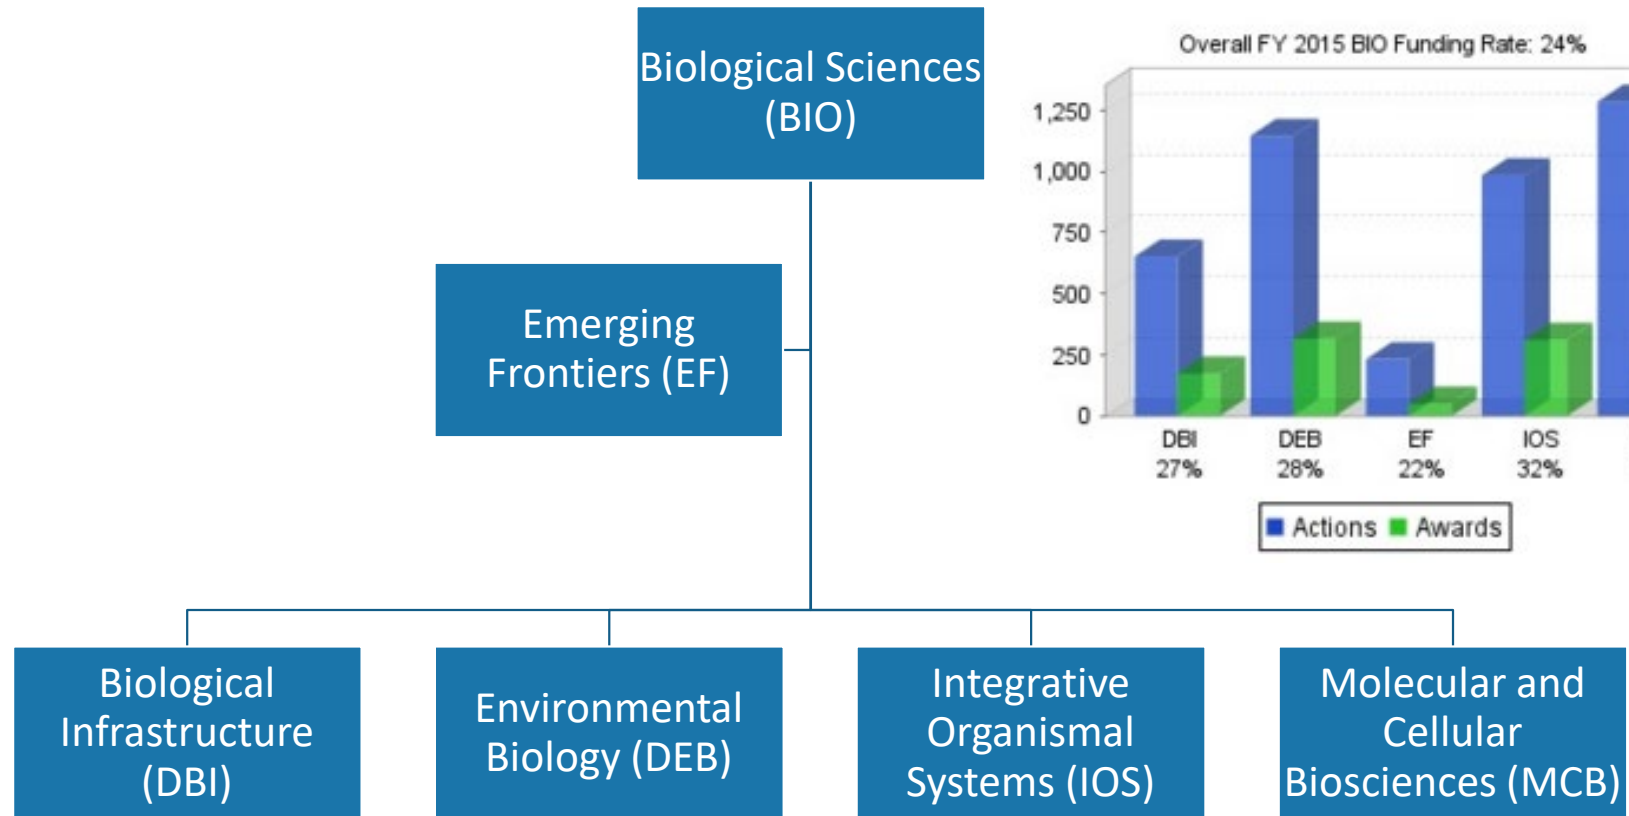 Biological Sciences
(BIO)
Overall FY 2015 BIO Funding Rate: 24%
1,250
1,000
750
500
250
0
DBI
DEB
EF
IOS
27%
28%
22%
32%
Actions
Awards
Emerging
Frontiers (EF)
Biological
Infrastructure
(DBI)
Environmental
Biology (DEB)
Integrative
Organismal
Systems (IOS)
Molecular and
Cellular
Biosciences (MCB)